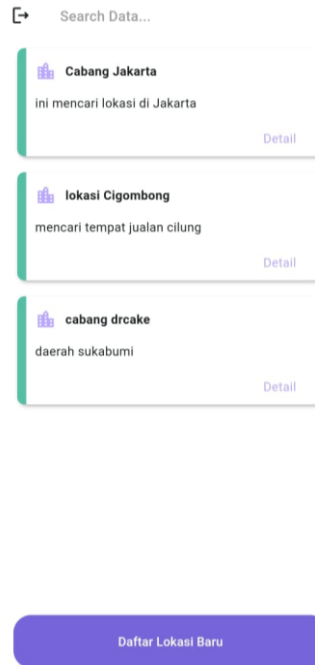 Search Data...
Cabang Jakarta
ini mencari lokasi di Jakarta
Detail
lokasi Cigombong
mencari tempat jualan cilung
Detail
cabang drcake
daerah sukabumi
Detail
Daftar Lokasi Baru